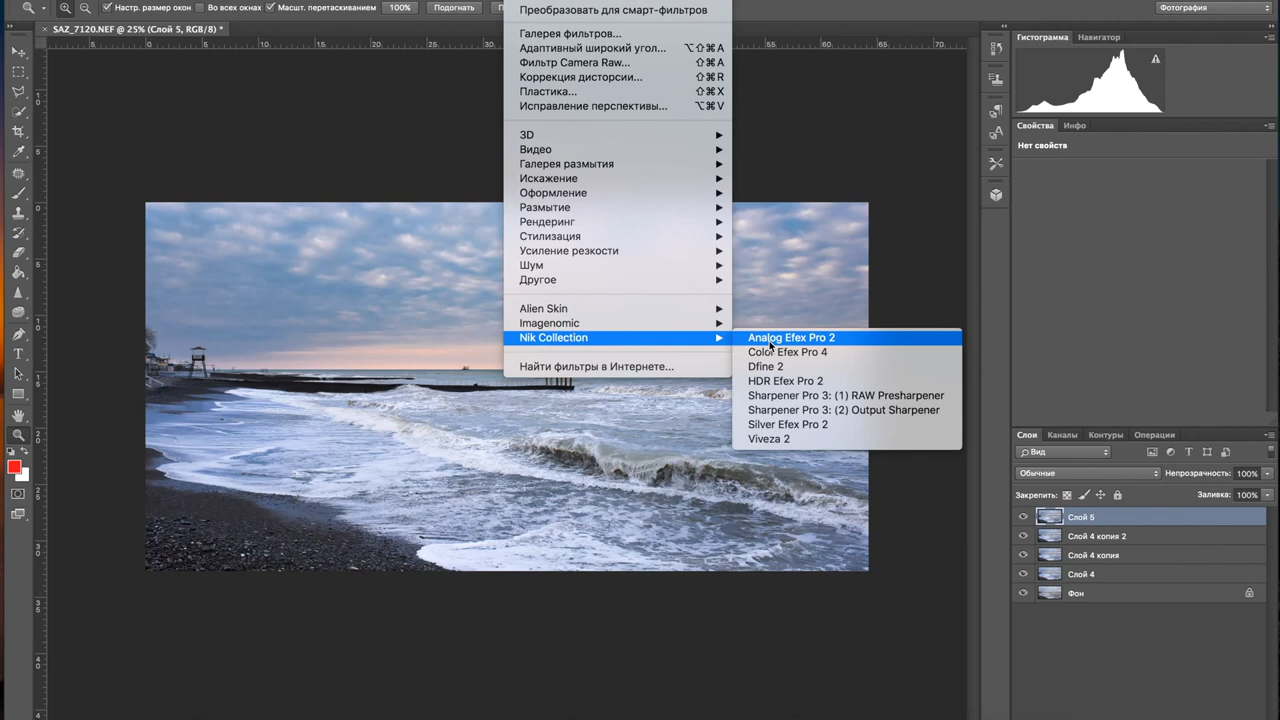 Настр. размер окон
Во всех окнах
Масшт. перетаскиванием
100%
Подогнать
Фотография
SAZ_7120.NEF @ 25% (Слой 5, RGB/8) *
Преобразовать для смарт-фильтров
Галерея фильтров...
Адаптивный широкий угол... ⌥⇧⌘A
Фильтр Camera Raw... ⇧⌘A
Коррекция дисторсии... ⇧⌘R
Пластика... ⇧⌘X
Исправление перспективы... ⌥⌘V
3D
Видео
Галерея размытия
Искажение
Оформление
Размытие
Рендеринг
Стилизация
Усиление резкости
Шум
Другое
Alien Skin
Imagenomic
Nik Collection
Найти фильтры в Интернете...
Analog Efex Pro 2
Color Efex Pro 4
Dfine 2
HDR Efex Pro 2
Sharpener Pro 3: (1) RAW Presharpener
Sharpener Pro 3: (2) Output Sharpener
Silver Efex Pro 2
Viveza 2
Гистограмма
Навигатор
Свойства
Инфо
Нет свойств
Слои
Каналы
Контуры
Операции
Вид
Обычные
Непрозрачность: 100%
Закрепить:
Заливка: 100%
Слой 5
Слой 4 копия 2
Слой 4 копия
Слой 4
Фон